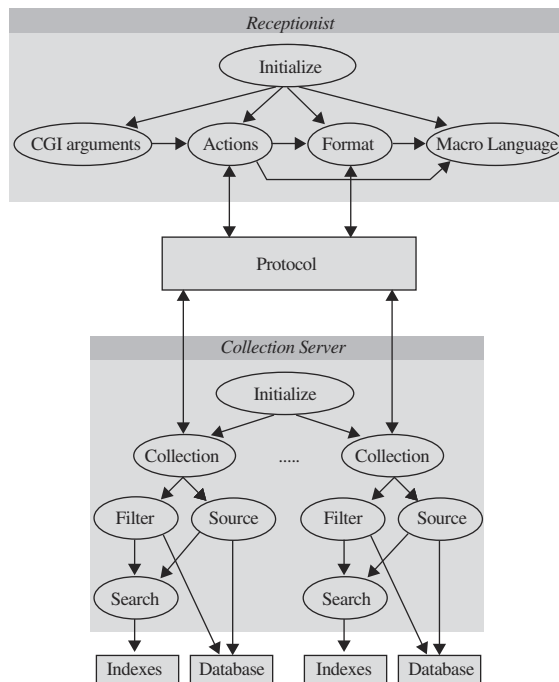 Receptionist
Initialize
CGI arguments
Actions
Format
Macro Language
Protocol
Collection Server
Initialize
Collection
.....
Collection
Filter
Source
Filter
Source
Search
Search
Indexes
Database
Indexes
Database